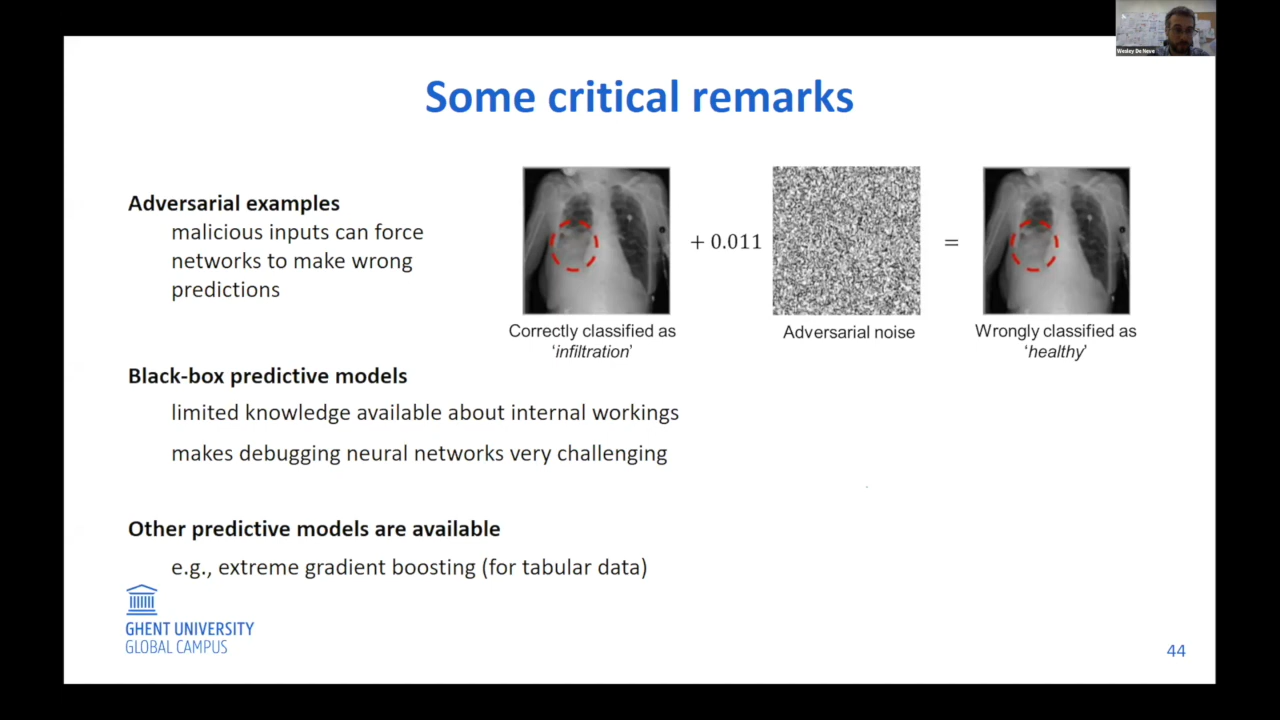 Wesley De Neve
Some critical remarks
Adversarial examples
malicious inputs can force
networks to make wrong
predictions
+ 0.011
=
Correctly classified as
‘infiltration’
Adversarial noise
Wrongly classified as
‘healthy’
Black-box predictive models
limited knowledge available about internal workings
makes debugging neural networks very challenging
Other predictive models are available
e.g., extreme gradient boosting (for tabular data)
GHENT UNIVERSITY
GLOBAL CAMPUS
44